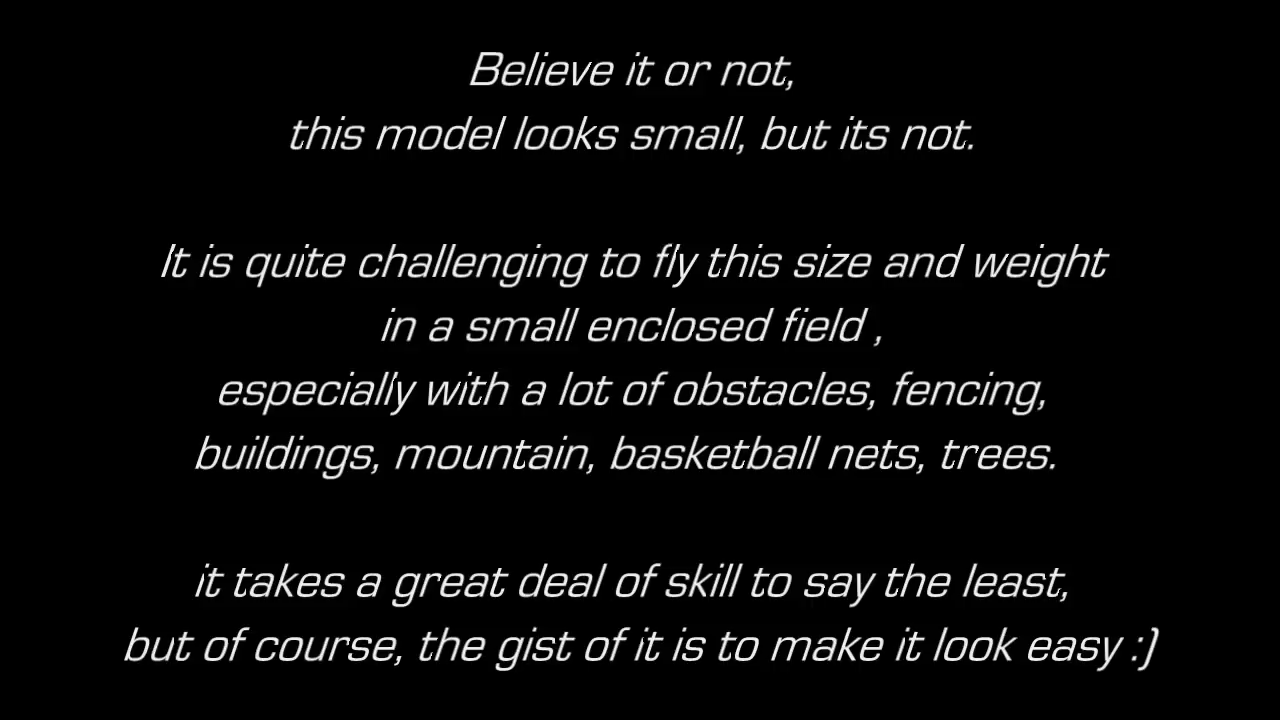 Believe it or not,
this model looks small, but its not.
It is quite challenging to fly this size and weight
in a small enclosed field ,
especially with a lot of obstacles, fencing,
buildings, mountain, basketball nets, trees.
it takes a great deal of skill to say the least,
but of course, the gist of it is to make it look easy :)